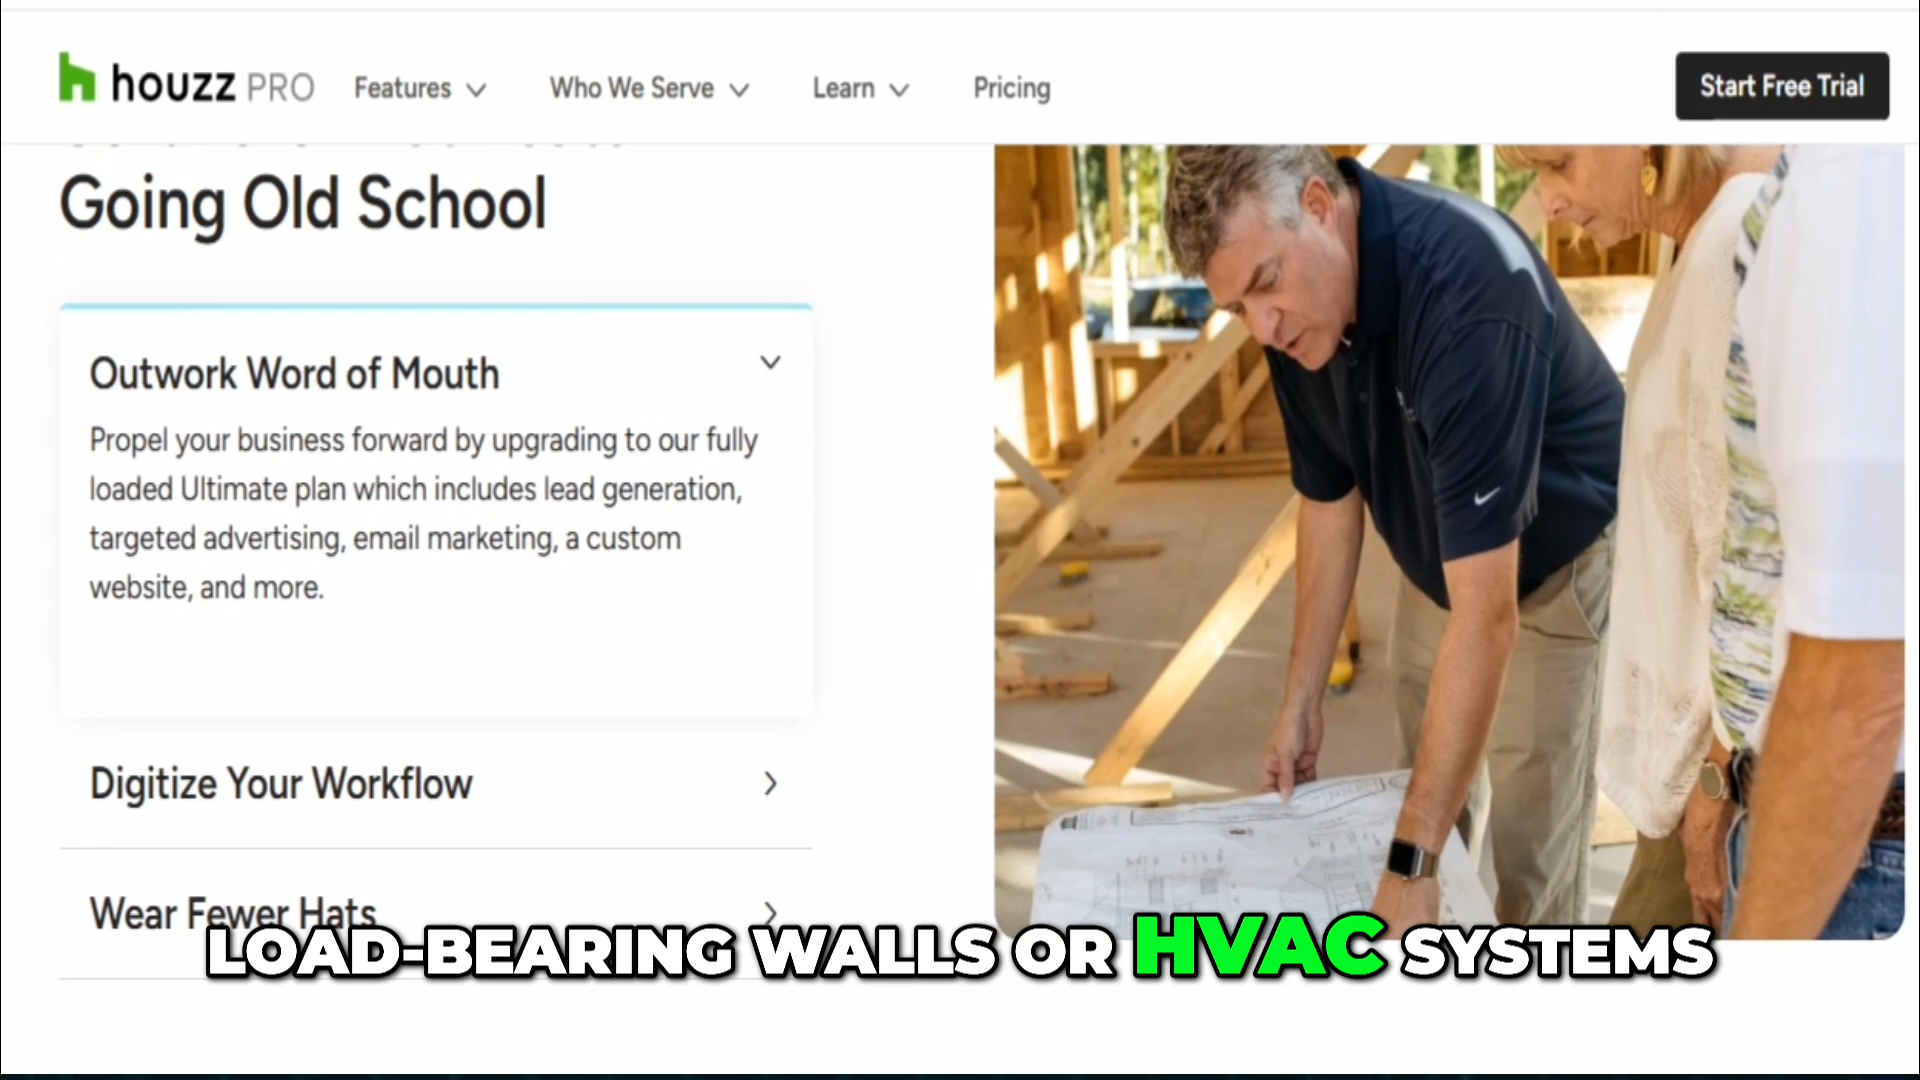 houzz PRO
Features
Who We Serve
Learn
Pricing
Start Free Trial
Going Old School
Outwork Word of Mouth
Propel your business forward by upgrading to our fully
loaded Ultimate plan which includes lead generation,
targeted advertising, email marketing, a custom
website, and more.
Digitize Your Workflow
Wear Fewer Hats
LOAD-BEARING WALLS OR HVAC SYSTEMS